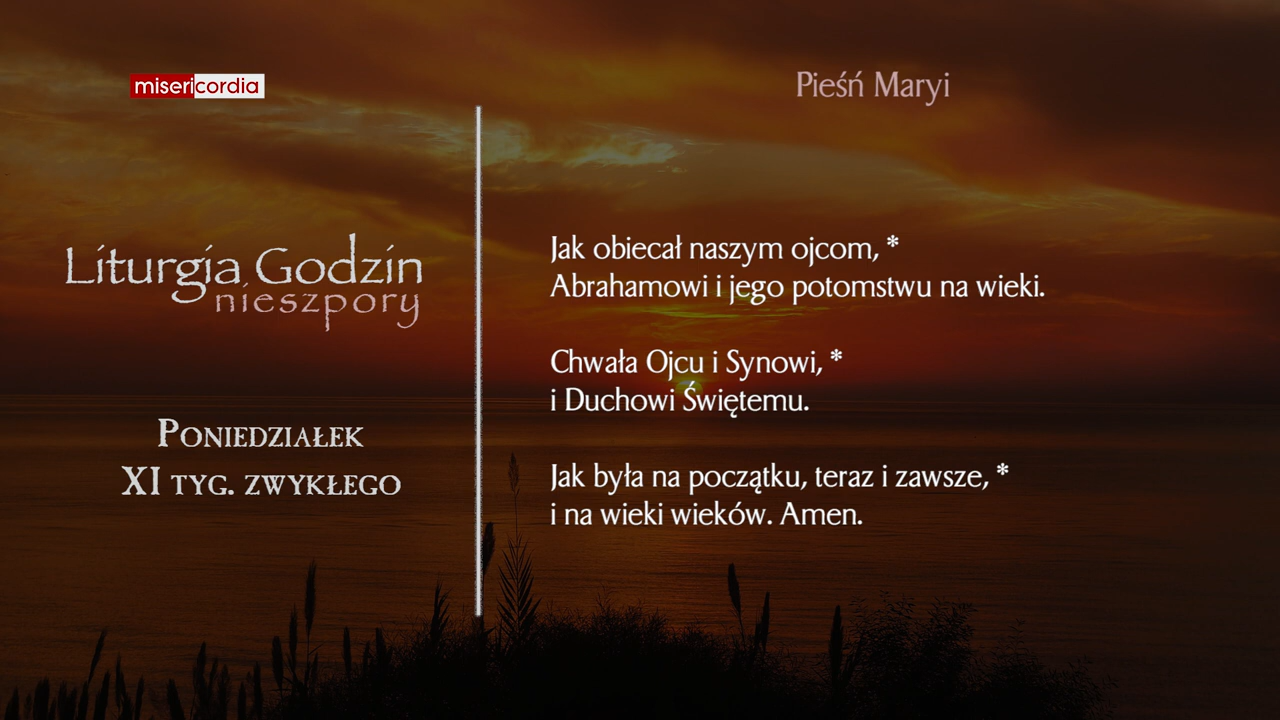 misericordia
Pieśń Maryi
Liturgia Godzin
nieszpory
Poniedziałek
XI tyg. zwykłego
Jak obiecał naszym ojcom, *
Abrahamowi i jego potomstwu na wieki.
Chwała Ojcu i Synowi, *
i Duchowi Świętemu.
Jak była na początku, teraz i zawsze, *
i na wieki wieków. Amen.